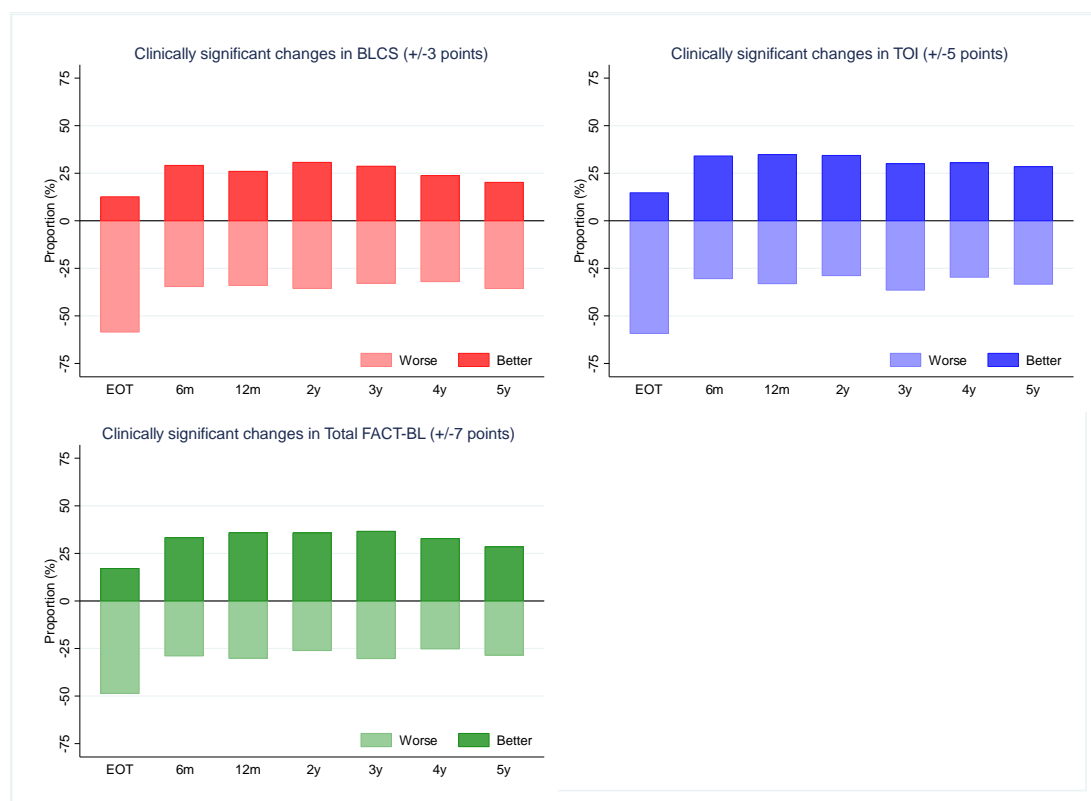 Clinically significant changes in BLCS (+/-3 points)
75
50
25
0
-25
-50
-75
Proportion (%)
Worse Better
EOT 6m 12m 2y 3y 4y 5y
Clinically significant changes in TOI (+/-5 points)
75
50
25
0
-25
-50
-75
Proportion (%)
Worse Better
EOT 6m 12m 2y 3y 4y 5y
Clinically significant changes in Total FACT-BL (+/-7 points)
75
50
25
0
-25
-50
-75
Proportion (%)
Worse Better
EOT 6m 12m 2y 3y 4y 5y